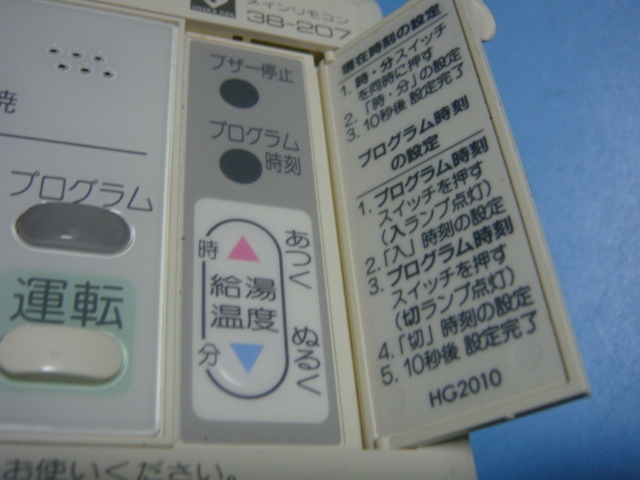 メインリモコン
38-207
ブザー停止
プログラム
時刻
焼
プログラム
運転
時
分
給湯
温度
あつく
ぬるく
お使いください。
現在時刻の設定
1. 時・分スイッチ
を同時に押す
2. 「時・分」の設定
3. 10秒後 設定完了
プログラム時刻
の設定
1. プログラム時刻
スイッチを押す
(入ランプ点灯)
2. 「入」時刻の設定
3. プログラム時刻
スイッチを押す
(切ランプ点灯)
4. 「切」時刻の設定
5. 10秒後 設定完了
HG2010